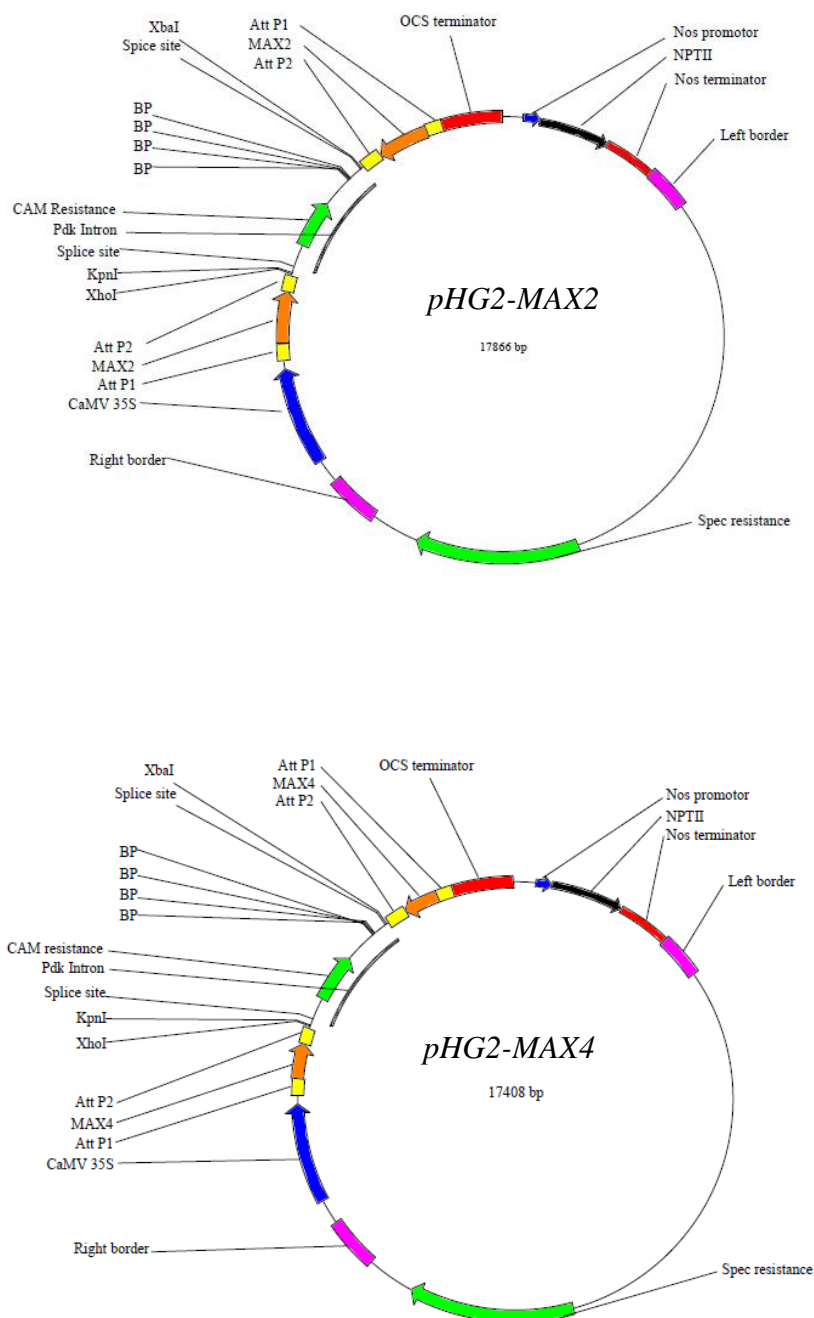 XbaI
Splice site
Att P1
MAX2
Att P2
OCS terminator
Nos promotor
NPTII
Nos terminator
Left border
BP
BP
BP
BP
CAM Resistance
Pdk Intron
Splice site
KpnI
XhoI
Att P2
MAX2
Att P1
CaMV 35S
Right border
pHG2-MAX2
17866 bp
Spec resistance
XbaI
Splice site
Att P1
MAX4
Att P2
OCS terminator
Nos promotor
NPTII
Nos terminator
Left border
BP
BP
BP
BP
CAM resistance
Pdk Intron
Splice site
KpnI
XhoI
Att P2
MAX4
Att P1
CaMV 35S
Right border
pHG2-MAX4
17408 bp
Spec resistance